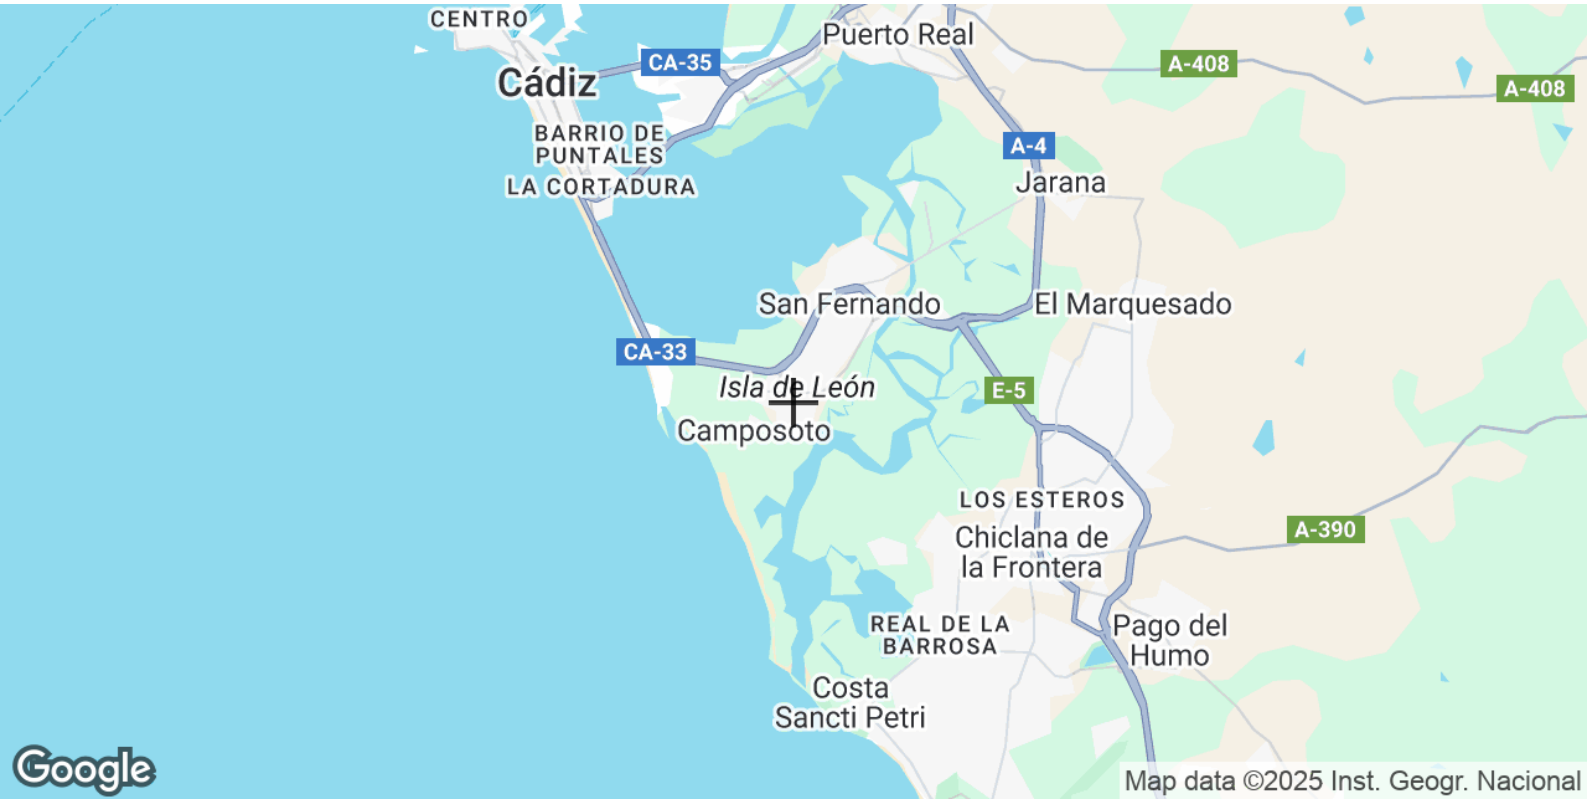 CENTRO
Puerto Real
CA-35
A-408
Cádiz
A-408
BARRIO DE
PUNTALES
A-4
LA CORTADURA
Jarana
San Fernando
El Marquesado
CA-33
Isla de León
E-5
Camposoto
LOS ESTEROS
A-390
Chiclana de
la Frontera
REAL DE LA
BARROSA
Pago del
Humo
Costa
Sancti Petri
Google
Map data ©2025 Inst. Geogr. Nacional